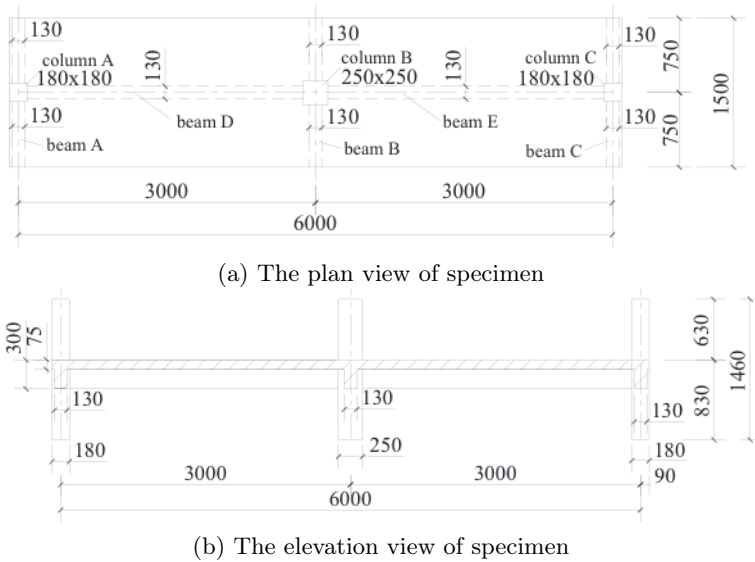 130 130 130
column A column B column C
180x180 130 250x250 130 180x180
750
1500
130 130 130
beam D beam E
750
beam A beam B beam C
3000 3000
6000
(a) The plan view of specimen
300 75 630
1460
130 130 130
830
180 250 180
3000 3000 90
6000
(b) The elevation view of specimen